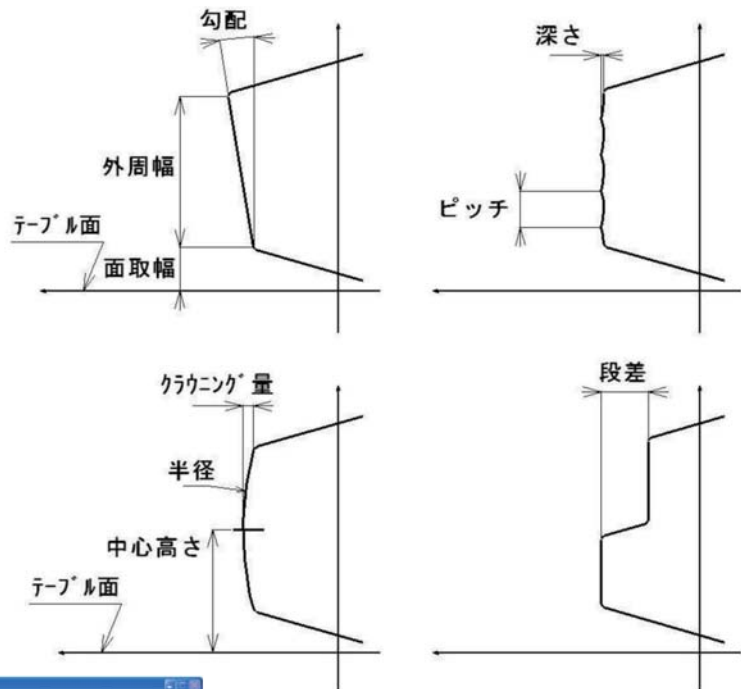 勾配
外周幅
テーブル面
面取幅
深さ
ピッチ
クラウニング量
半径
中心高さ
テーブル面
段差